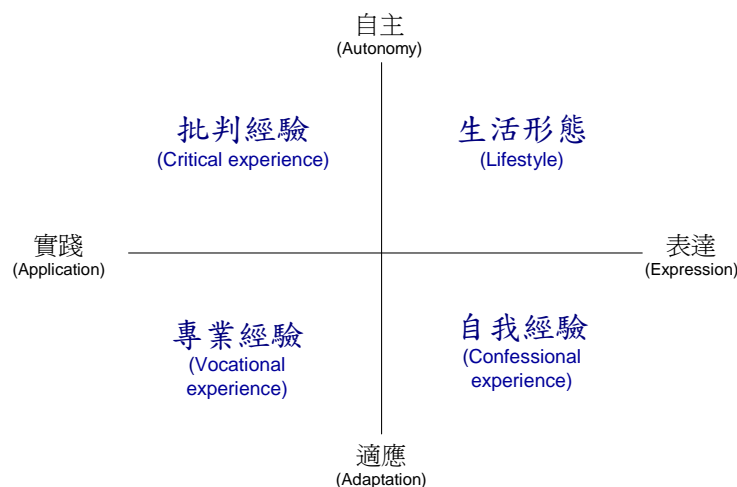 自主
(Autonomy)
批判經驗
(Critical experience)
生活形態
(Lifestyle)
實踐
(Application)
表達
(Expression)
專業經驗
(Vocational
experience)
自我經驗
(Confessional
experience)
適應
(Adaptation)